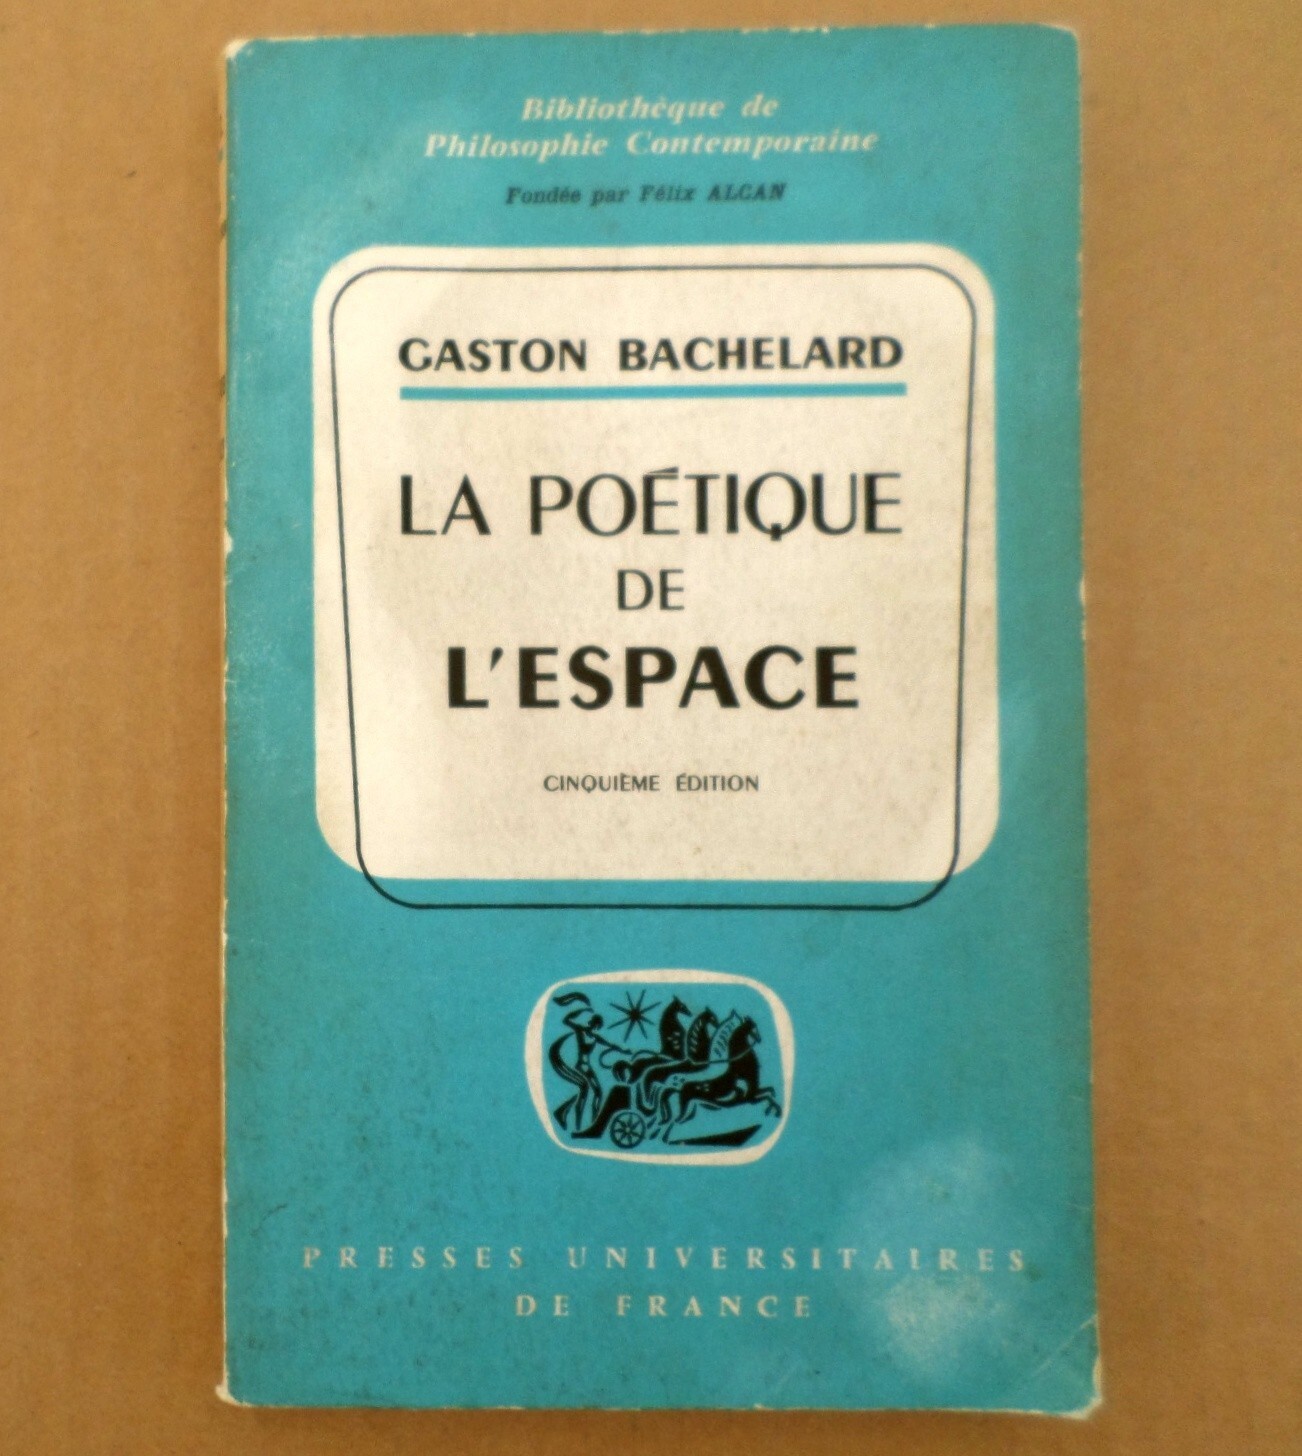 Bibliothèque de
Philosophie Contemporaine
Fondée par Félix ALCAN
GASTON BACHELARD
LA POÉTIQUE
DE
L'ESPACE
CINQUIÈME ÉDITION
PRESSES UNIVERSITAIRES
DE FRANCE